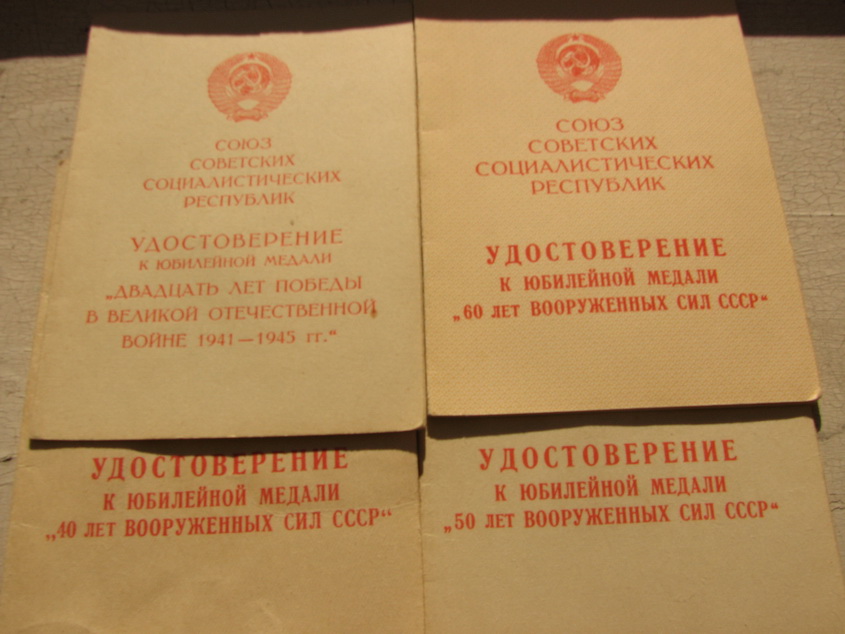 СОЮЗ
СОВЕТСКИХ
СОЦИАЛИСТИЧЕСКИХ
РЕСПУБЛИК
УДОСТОВЕРЕНИЕ
К ЮБИЛЕЙНОЙ МЕДАЛИ
„ДВАДЦАТЬ ЛЕТ ПОБЕДЫ
В ВЕЛИКОЙ ОТЕЧЕСТВЕННОЙ
ВОЙНЕ 1941—1945 гг.“
СОЮЗ
СОВЕТСКИХ
СОЦИАЛИСТИЧЕСКИХ
РЕСПУБЛИК
УДОСТОВЕРЕНИЕ
К ЮБИЛЕЙНОЙ МЕДАЛИ
„60 ЛЕТ ВООРУЖЕННЫХ СИЛ СССР“
УДОСТОВЕРЕНИЕ
К ЮБИЛЕЙНОЙ МЕДАЛИ
„40 ЛЕТ ВООРУЖЕННЫХ СИЛ СССР“
УДОСТОВЕРЕНИЕ
К ЮБИЛЕЙНОЙ МЕДАЛИ
„50 ЛЕТ ВООРУЖЕННЫХ СИЛ СССР“